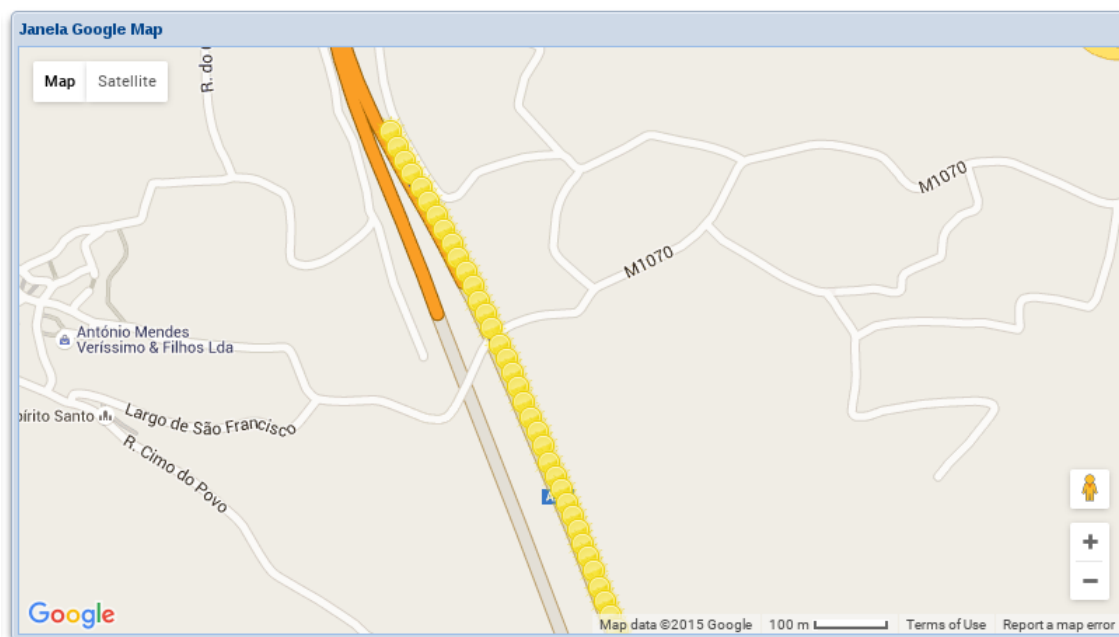 Janela Google Map
Map Satellite
R. do
M1070
M1070
António Mendes
Veríssimo & Filhos Lda
pírito Santo
Largo de São Francisco
R. Cimo do Povo
A
Google
Map data ©2015 Google 100 m Terms of Use Report a map error